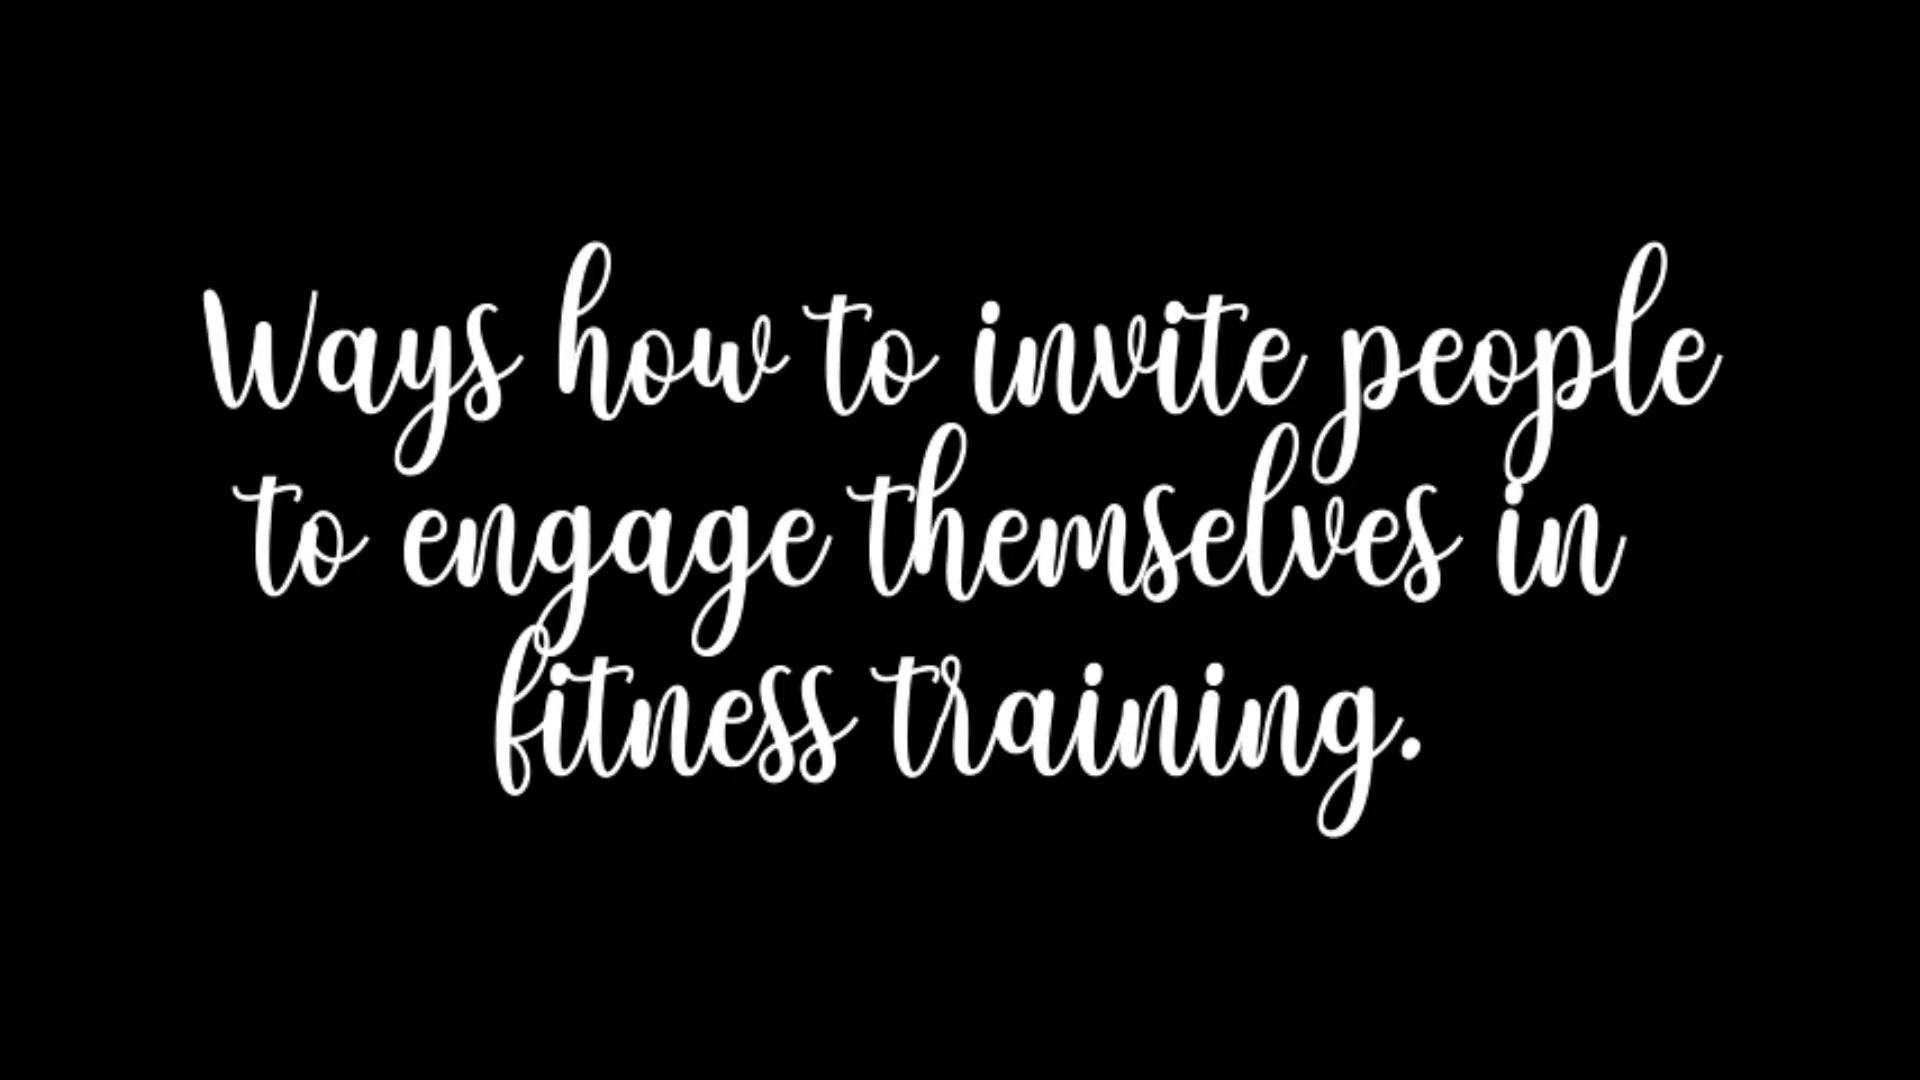 Ways how to invite people
to engage themselves in
fitness training.